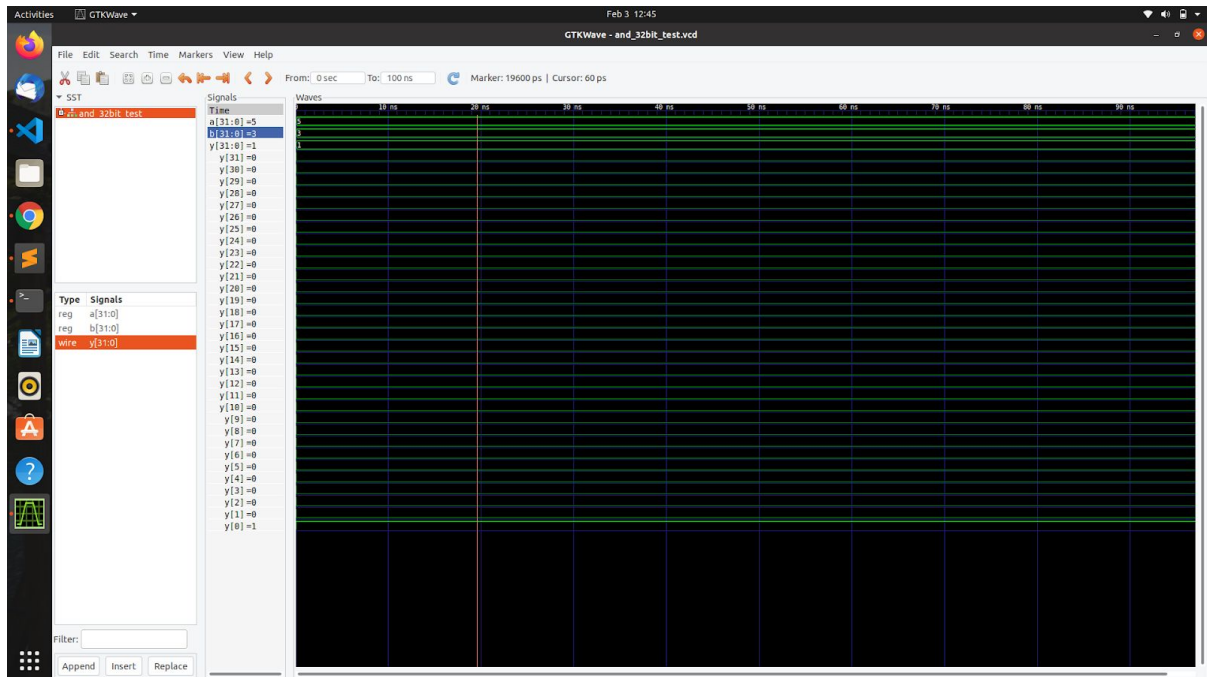 Activities GTKWave Feb 3 12:45
GTKWave - and_32bit_test.vcd
File Edit Search Time Markers View Help
From: 0 sec To: 100 ns Marker: 19600 ps | Cursor: 60 ps
SST
and_32bit_test
Type Signals
reg a[31:0]
reg b[31:0]
wire y[31:0]
Filter:
Append Insert Replace
Signals
Time
a[31:0] =5
b[31:0] =3
y[31:0] =1
y[31] =0
y[30] =0
y[29] =0
y[28] =0
y[27] =0
y[26] =0
y[25] =0
y[24] =0
y[23] =0
y[22] =0
y[21] =0
y[20] =0
y[19] =0
y[18] =0
y[17] =0
y[16] =0
y[15] =0
y[14] =0
y[13] =0
y[12] =0
y[11] =0
y[10] =0
y[9] =0
y[8] =0
y[7] =0
y[6] =0
y[5] =0
y[4] =0
y[3] =0
y[2] =0
y[1] =0
y[0] =1
Waves
0 10 ns 20 ns 30 ns 40 ns 50 ns 60 ns 70 ns 80 ns 90 ns
5
3
1